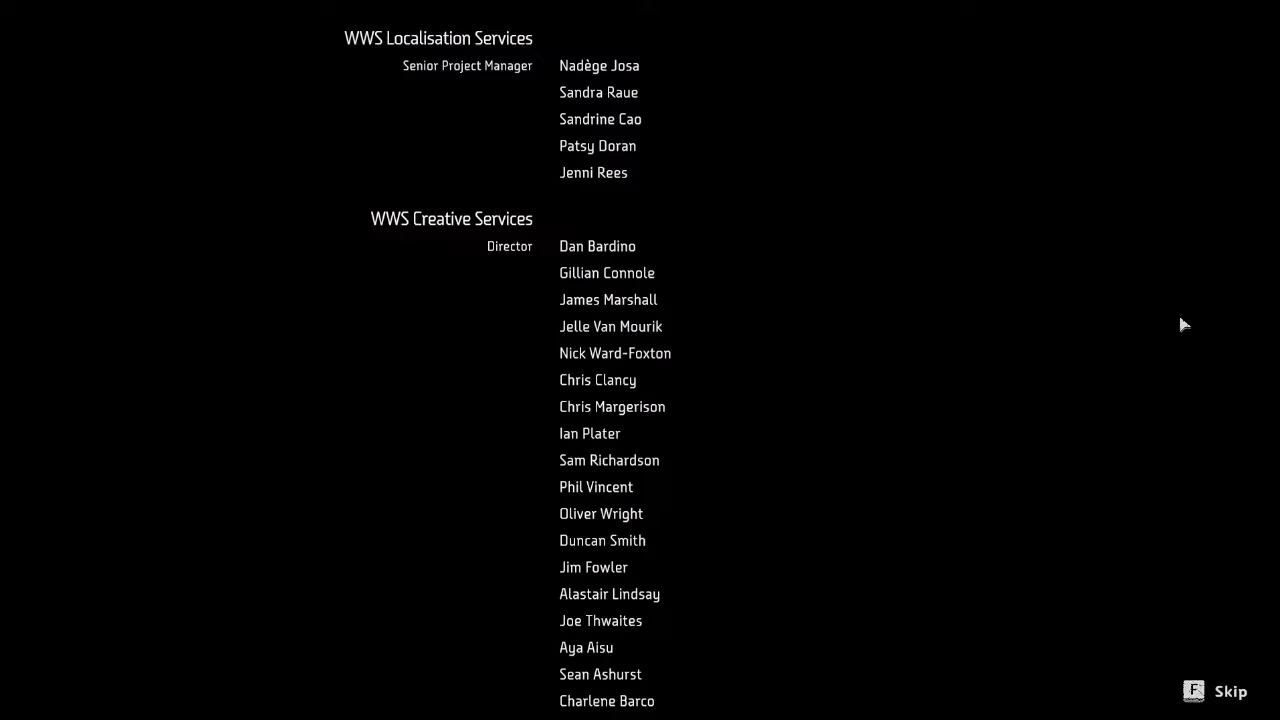 WWS Localisation Services
Senior Project Manager Nadège Josa
Sandra Raue
Sandrine Cao
Patsy Doran
Jenni Rees
WWS Creative Services
Director Dan Bardino
Gillian Connole
James Marshall
Jelle Van Mourik
Nick Ward-Foxton
Chris Clancy
Chris Margerison
Ian Plater
Sam Richardson
Phil Vincent
Oliver Wright
Duncan Smith
Jim Fowler
Alastair Lindsay
Joe Thwaites
Aya Aisu
Sean Ashurst
Charlene Barco
F Skip